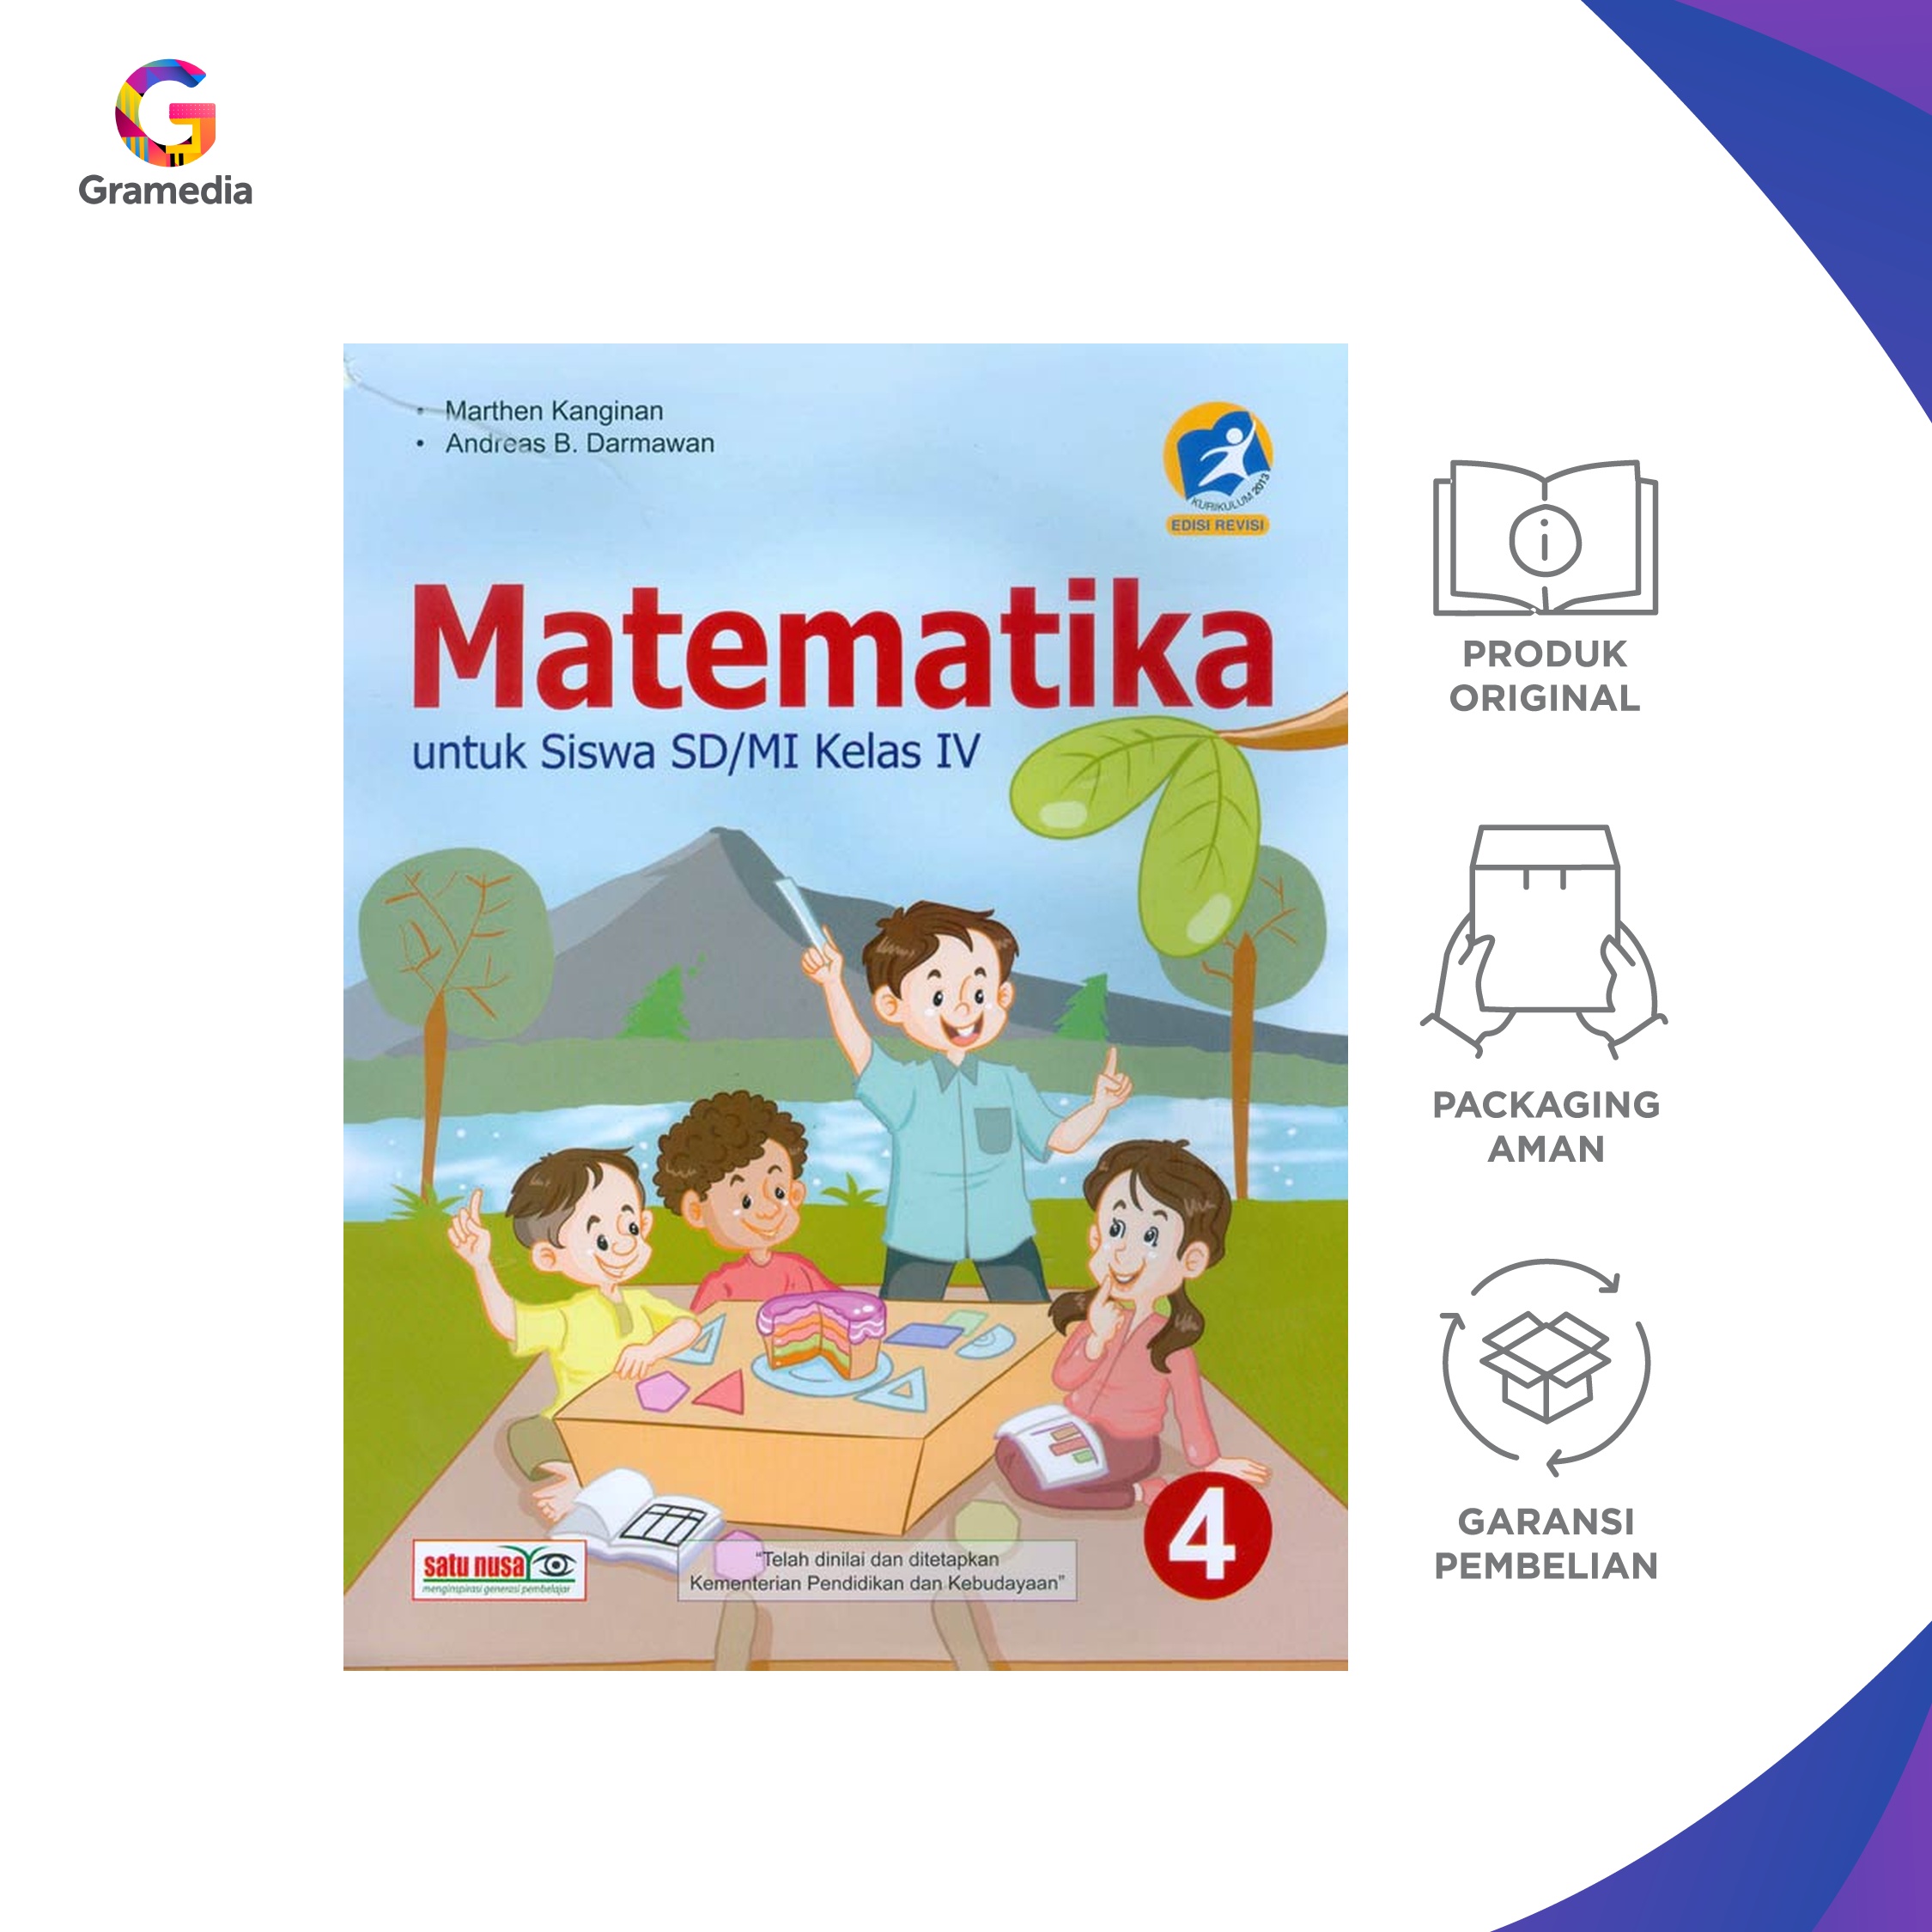 Gramedia
• Marthen Kanginan
• Andreas B. Darmawan
KURIKULUM 2013
EDISI REVISI
Matematika
untuk Siswa SD/MI Kelas IV
4
satu nusa
menginspirasi generasi pembelajar
"Telah dinilai dan ditetapkan
Kementerian Pendidikan dan Kebudayaan"
i
PRODUK
ORIGINAL
PACKAGING
AMAN
GARANSI
PEMBELIAN